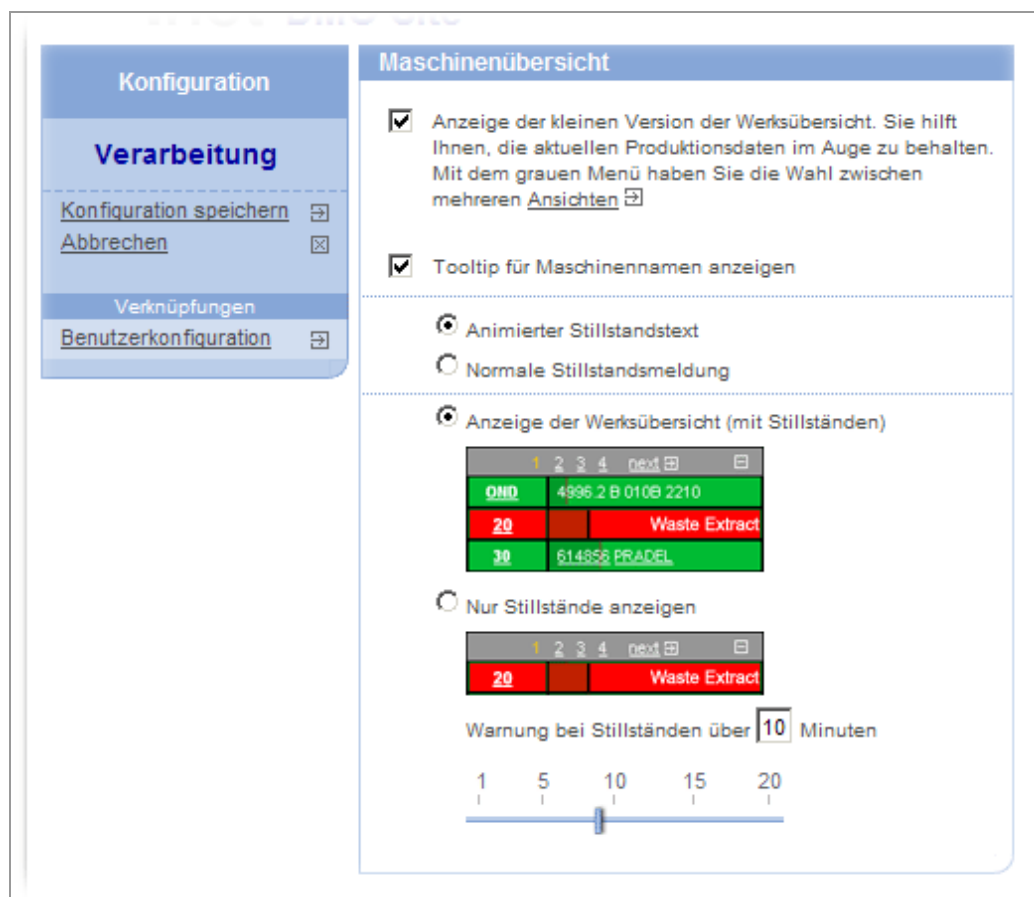 Konfiguration
Verarbeitung
Konfiguration speichern
Abbrechen
Verknüpfungen
Benutzerkonfiguration
Maschinenübersicht
Anzeige der kleinen Version der Werksübersicht. Sie hilft
Ihnen, die aktuellen Produktionsdaten im Auge zu behalten.
Mit dem grauen Menü haben Sie die Wahl zwischen
mehreren Ansichten
Tooltip für Maschinennamen anzeigen
Animierter Stillstandstext
Normale Stillstandsmeldung
Anzeige der Werksübersicht (mit Stillständen)
1 2 3 4 next
OND 4996.2 B 010B 2210
20 Waste Extract
30 614856 PRADEL
Nur Stillstände anzeigen
1 2 3 4 next
20 Waste Extract
Warnung bei Stillständen über 10 Minuten
1 5 10 15 20